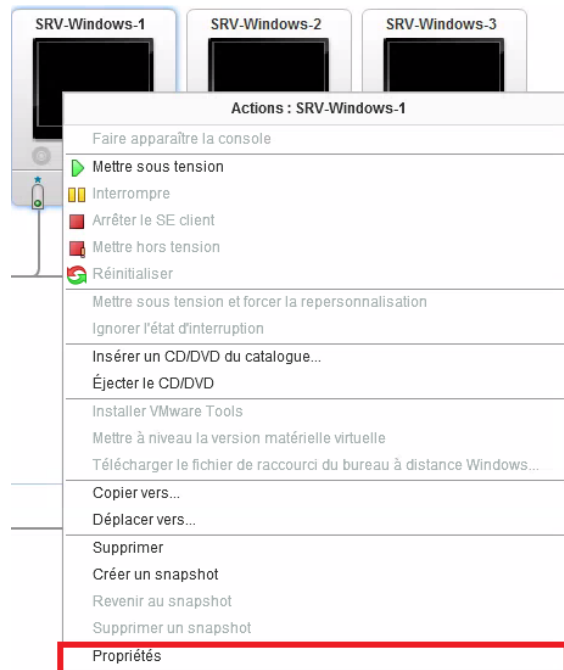 SRV-Windows-1 SRV-Windows-2 SRV-Windows-3
Actions : SRV-Windows-1
Faire apparaître la console
Mettre sous tension
Interrompre
Arrêter le SE client
Mettre hors tension
Réinitialiser
Mettre sous tension et forcer la repersonnalisation
Ignorer l'état d'interruption
Insérer un CD/DVD du catalogue...
Éjecter le CD/DVD
Installer VMware Tools
Mettre à niveau la version matérielle virtuelle
Télécharger le fichier de raccourci du bureau à distance Windows...
Copier vers...
Déplacer vers...
Supprimer
Créer un snapshot
Revenir au snapshot
Supprimer un snapshot
Propriétés